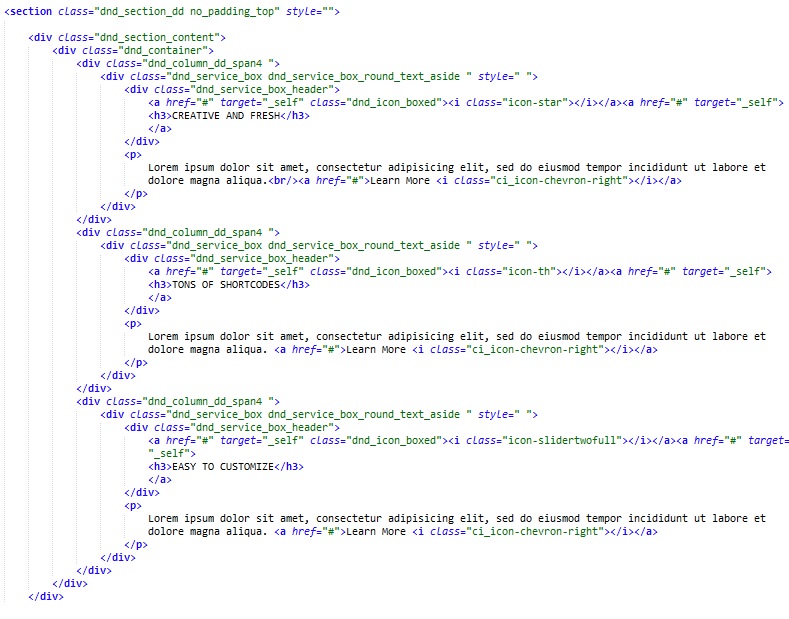 <section class="dnd_section_dd no_padding_top" style="">
<div class="dnd_section_content">
<div class="dnd_container">
<div class="dnd_column_dd_span4 ">
<div class="dnd_service_box dnd_service_box_round_text_aside " style=" ">
<div class="dnd_service_box_header">
<a href="#" target="_self" class="dnd_icon_boxed"><i class="icon-star"></i></a><a href="#" target="_self">
<h3>CREATIVE AND FRESH</h3>
</a>
</div>
<p>
Lorem ipsum dolor sit amet, consectetur adipisicing elit, sed do eiusmod tempor incididunt ut labore et
dolore magna aliqua.<br/><a href="#">Learn More <i class="ci_icon-chevron-right"></i></a>
</p>
</div>
</div>
<div class="dnd_column_dd_span4 ">
<div class="dnd_service_box dnd_service_box_round_text_aside " style=" ">
<div class="dnd_service_box_header">
<a href="#" target="_self" class="dnd_icon_boxed"><i class="icon-th"></i></a><a href="#" target="_self">
<h3>TONS OF SHORTCODES</h3>
</a>
</div>
<p>
Lorem ipsum dolor sit amet, consectetur adipisicing elit, sed do eiusmod tempor incididunt ut labore et
dolore magna aliqua. <a href="#">Learn More <i class="ci_icon-chevron-right"></i></a>
</p>
</div>
</div>
<div class="dnd_column_dd_span4 ">
<div class="dnd_service_box dnd_service_box_round_text_aside " style=" ">
<div class="dnd_service_box_header">
<a href="#" target="_self" class="dnd_icon_boxed"><i class="icon-slidertwofull"></i></a><a href="#" target=
"_self">
<h3>EASY TO CUSTOMIZE</h3>
</a>
</div>
<p>
Lorem ipsum dolor sit amet, consectetur adipisicing elit, sed do eiusmod tempor incididunt ut labore et
dolore magna aliqua. <a href="#">Learn More <i class="ci_icon-chevron-right"></i></a>
</p>
</div>
</div>
</div>
</div>